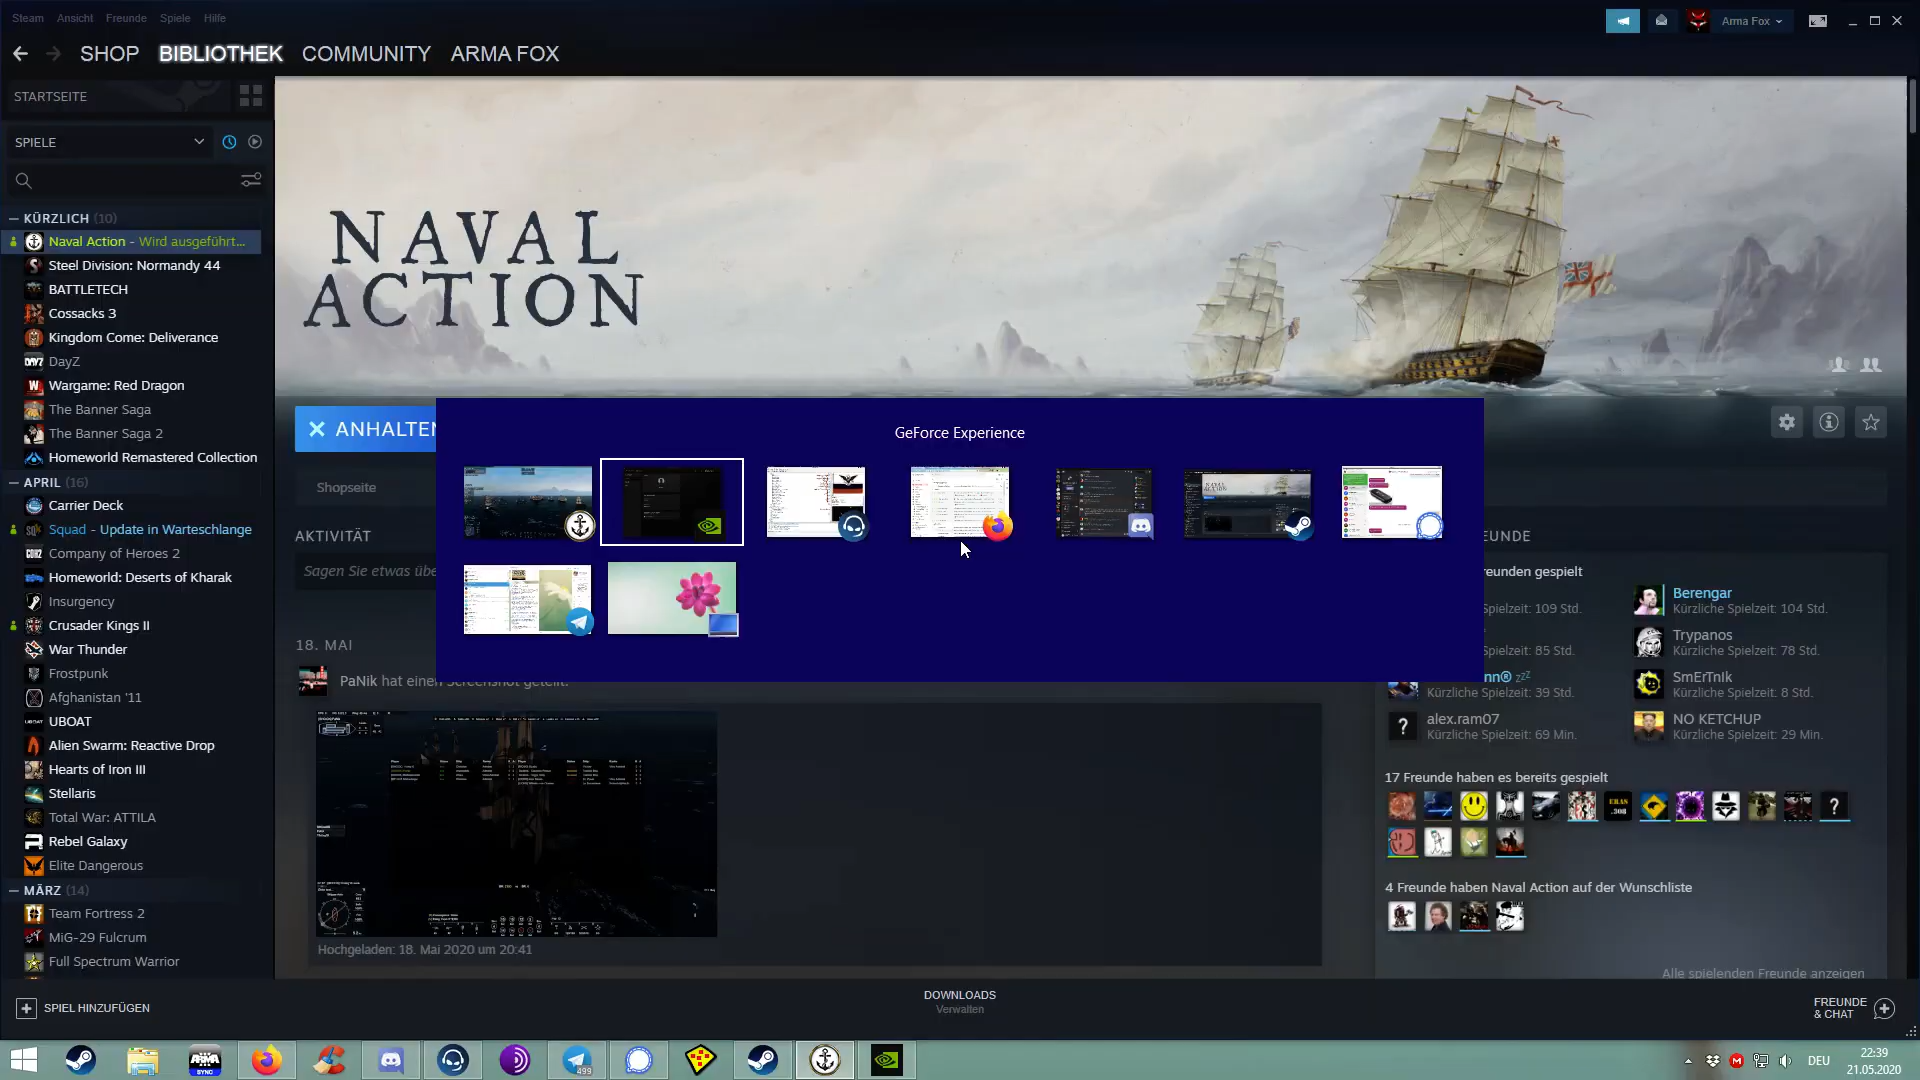 Steam Ansicht Freunde Spiele Hilfe
Arma Fox
SHOP BIBLIOTHEK COMMUNITY ARMA FOX
STARTSEITE
SPIELE
KÜRZLICH (10)
Naval Action - Wird ausgeführt...
Steel Division: Normandy 44
BATTLETECH
Cossacks 3
Kingdom Come: Deliverance
DayZ
Wargame: Red Dragon
The Banner Saga
The Banner Saga 2
Homeworld Remastered Collection
APRIL (16)
Carrier Deck
Squad - Update in Warteschlange
Company of Heroes 2
Homeworld: Deserts of Kharak
Insurgency
Crusader Kings II
War Thunder
Frostpunk
Afghanistan '11
UBOAT
Alien Swarm: Reactive Drop
Hearts of Iron III
Stellaris
Total War: ATTILA
Rebel Galaxy
Elite Dangerous
MÄRZ (14)
Team Fortress 2
MiG-29 Fulcrum
Full Spectrum Warrior
SPIEL HINZUFÜGEN
NAVAL
ACTION
ANHALTEN
GeForce Experience
Shopseite
AKTIVITÄT
Sagen Sie etwas übe
18. MAI
PaNik hat einen Screenshot geteilt.
Hochgeladen: 18. Mai 2020 um 20:41
EUNDE
reunden gespielt
Spielzeit: 109 Std.
Berengar
Kürzliche Spielzeit: 104 Std.
Spielzeit: 85 Std.
Trypanos
Kürzliche Spielzeit: 78 Std.
nn® zzz
Kürzliche Spielzeit: 39 Std.
SmErTnIk
Kürzliche Spielzeit: 8 Std.
alex.ram07
Kürzliche Spielzeit: 69 Min.
NO KETCHUP
Kürzliche Spielzeit: 29 Min.
17 Freunde haben es bereits gespielt
4 Freunde haben Naval Action auf der Wunschliste
Alle spielenden Freunde anzeigen
DOWNLOADS
Verwalten
FREUNDE
& CHAT
ARMA
SYNC
499
DEU
22:39
21.05.2020